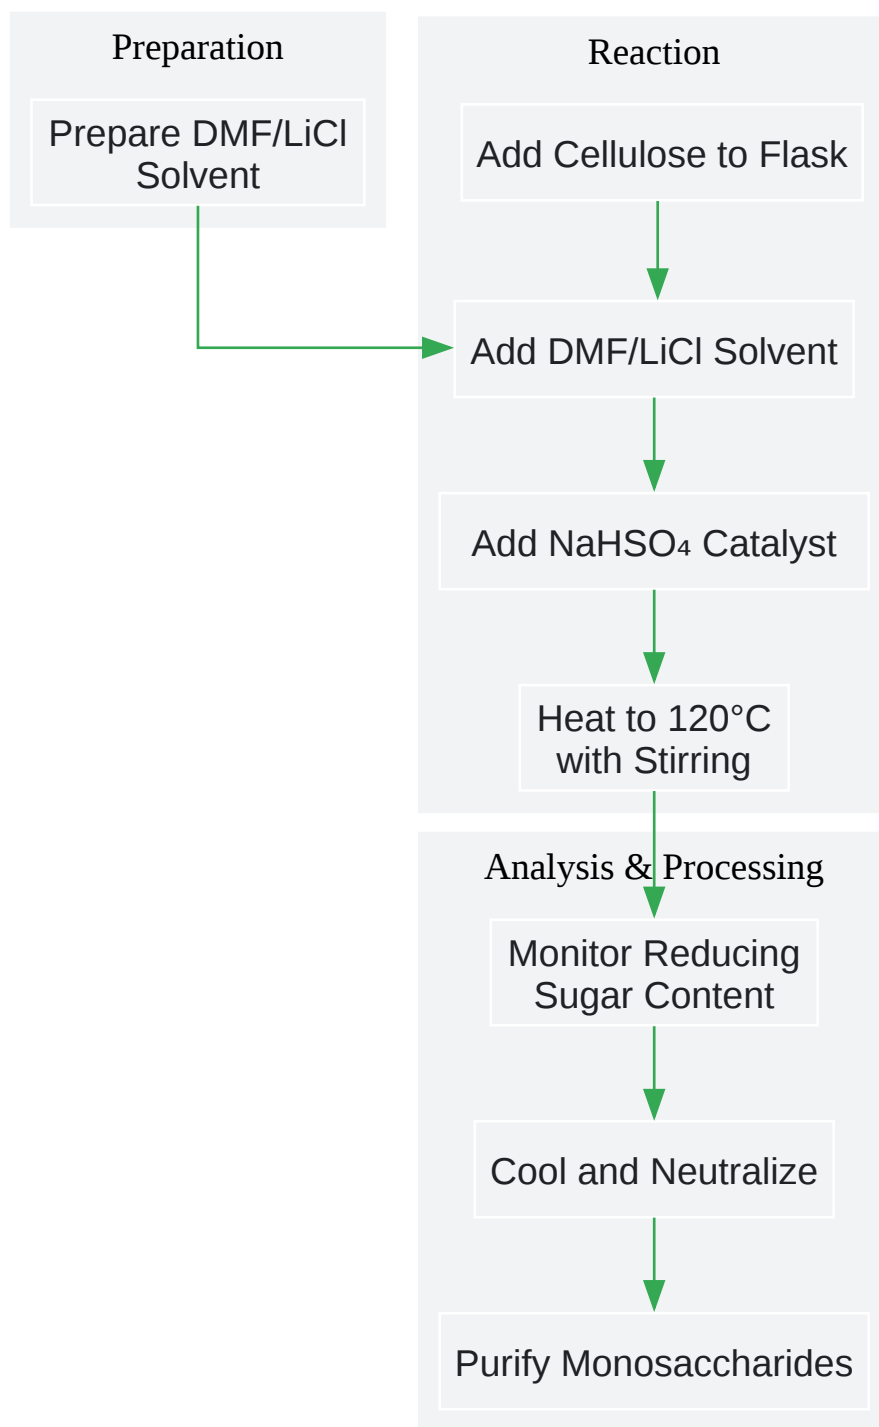 Preparation
Prepare DMF/LiCl
Solvent
Reaction
Add Cellulose to Flask
Add DMF/LiCl Solvent
Add NaHSO₄ Catalyst
Heat to 120°C
with Stirring
Analysis & Processing
Monitor Reducing
Sugar Content
Cool and Neutralize
Purify Monosaccharides